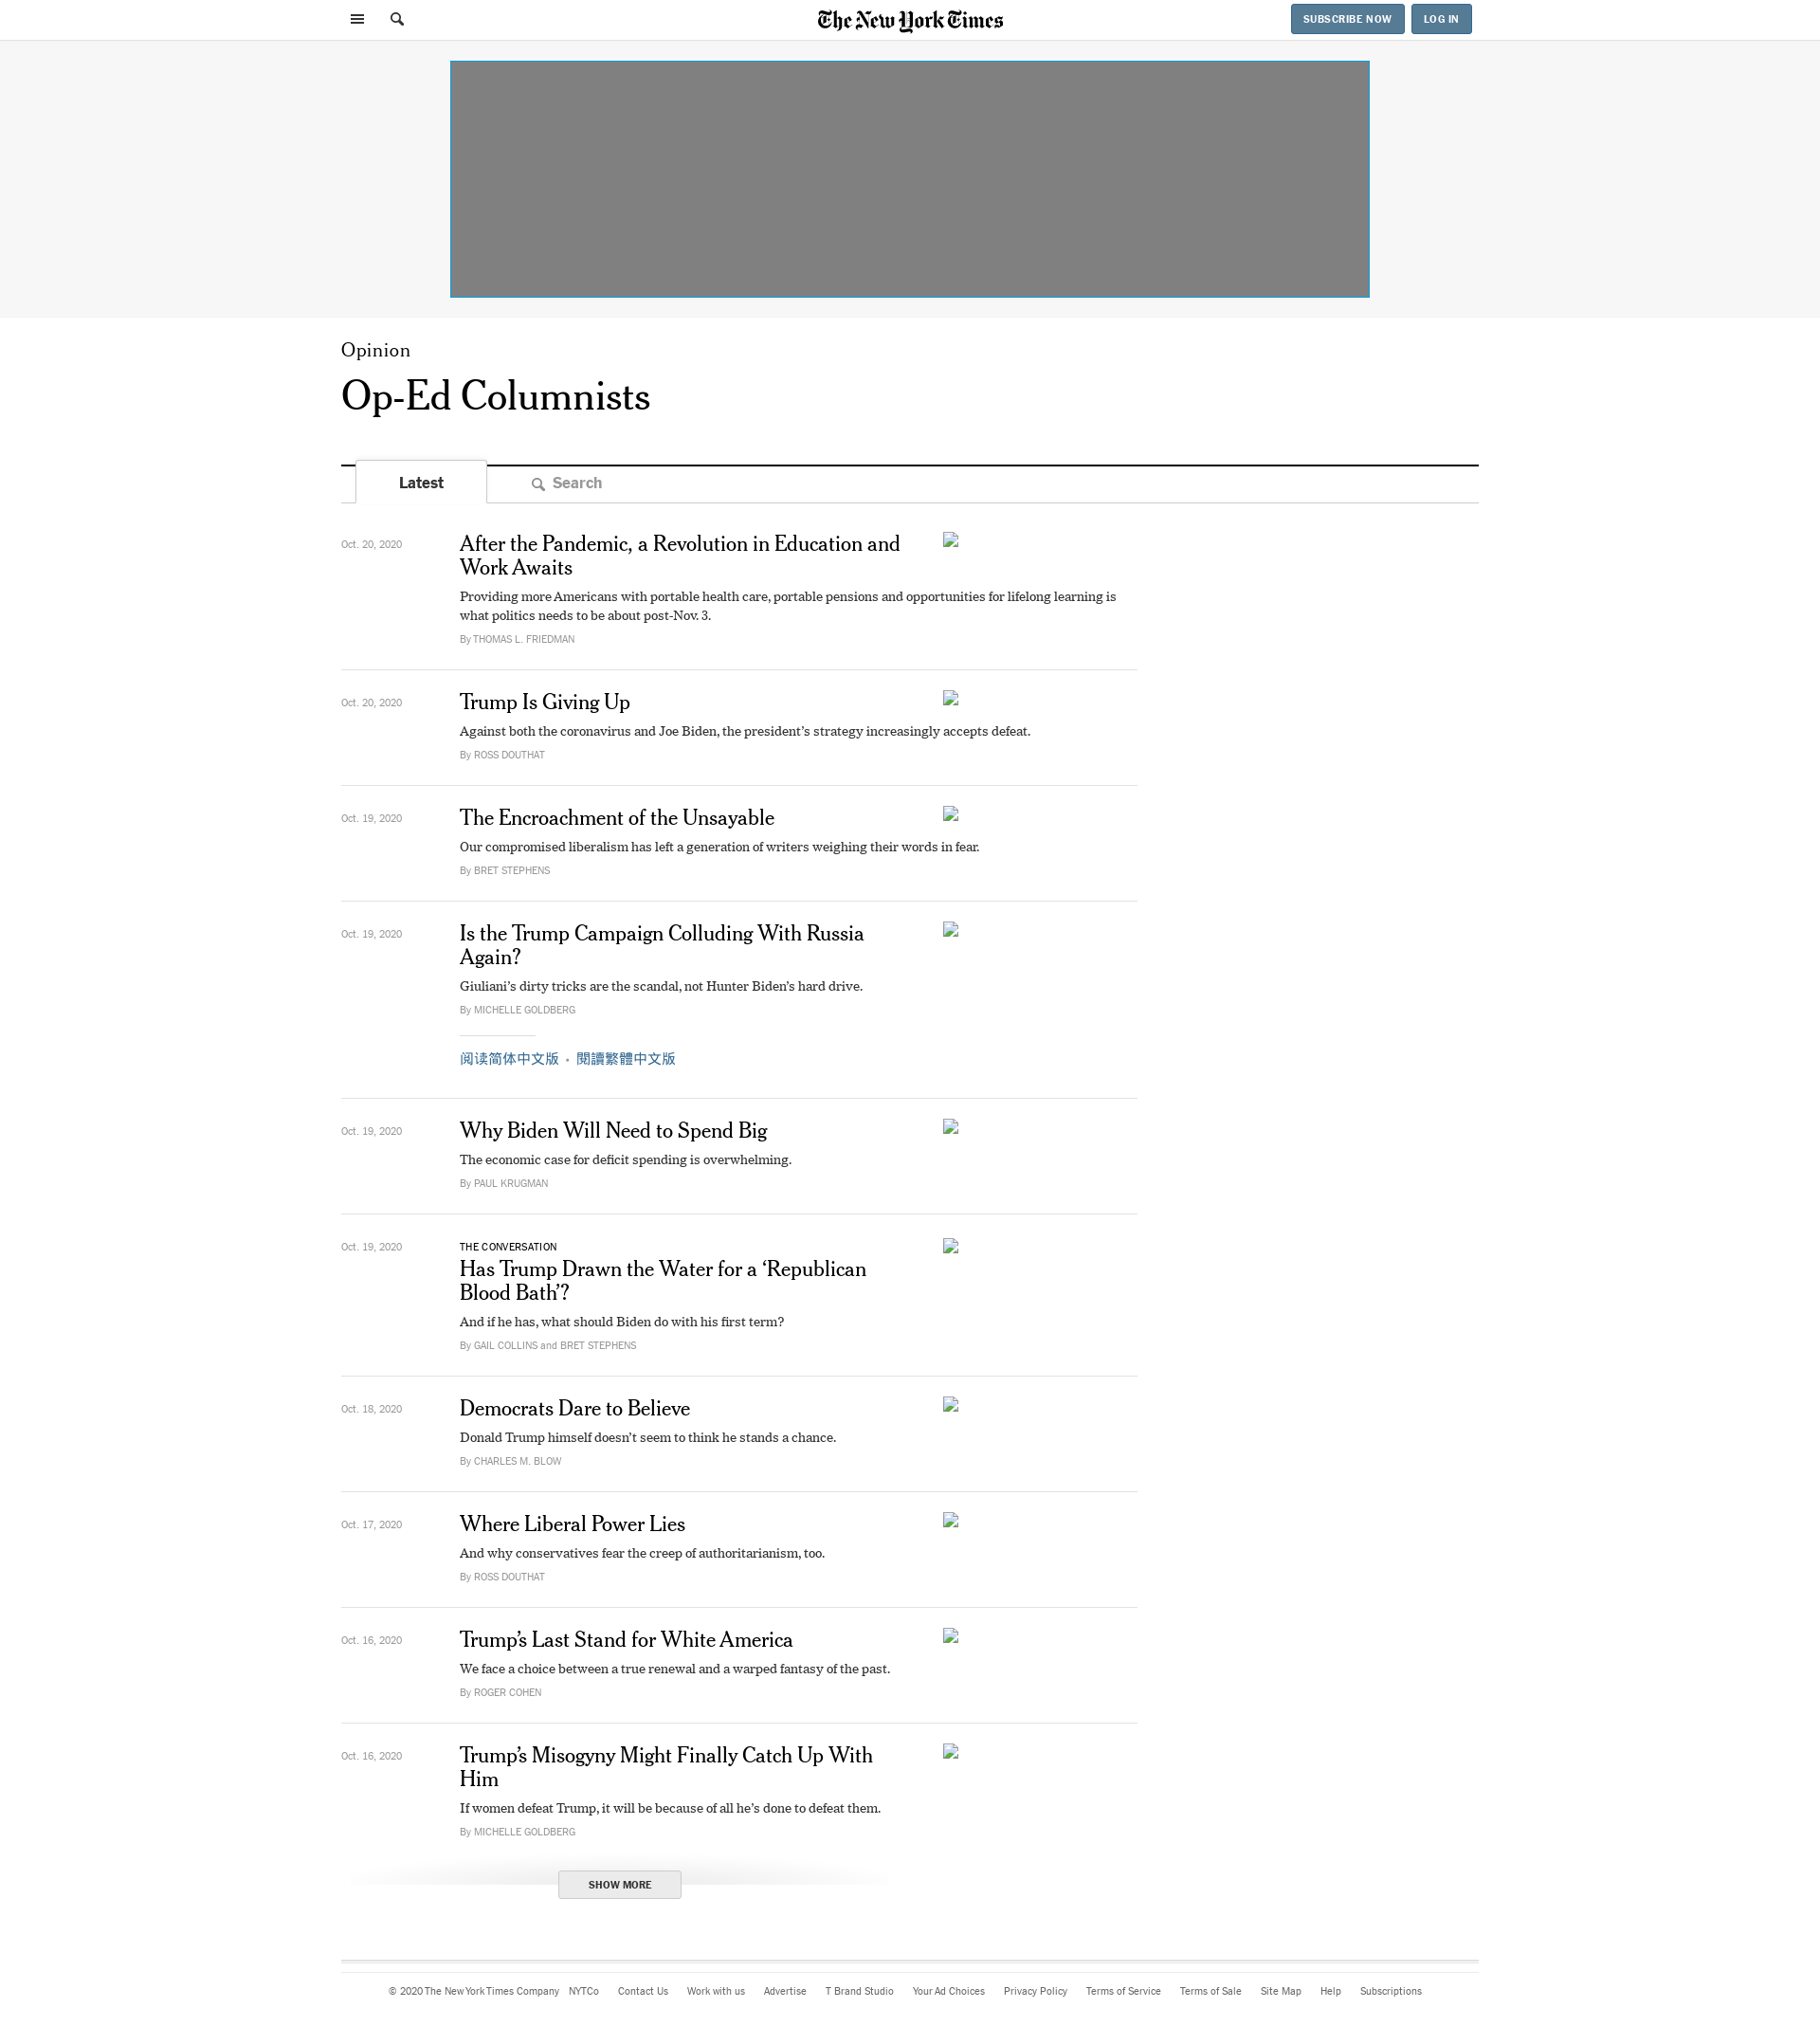 The New York Times
SUBSCRIBE NOW
LOG IN
Opinion
Op-Ed Columnists
Latest
Search
Oct. 20, 2020
After the Pandemic, a Revolution in Education and
Work Awaits
Providing more Americans with portable health care, portable pensions and opportunities for lifelong learning is
what politics needs to be about post-Nov. 3.
By THOMAS L. FRIEDMAN
Oct. 20, 2020
Trump Is Giving Up
Against both the coronavirus and Joe Biden, the president’s strategy increasingly accepts defeat.
By ROSS DOUTHAT
Oct. 19, 2020
The Encroachment of the Unsayable
Our compromised liberalism has left a generation of writers weighing their words in fear.
By BRET STEPHENS
Oct. 19, 2020
Is the Trump Campaign Colluding With Russia
Again?
Giuliani’s dirty tricks are the scandal, not Hunter Biden’s hard drive.
By MICHELLE GOLDBERG
阅读简体中文版 • 閱讀繁體中文版
Oct. 19, 2020
Why Biden Will Need to Spend Big
The economic case for deficit spending is overwhelming.
By PAUL KRUGMAN
Oct. 19, 2020
THE CONVERSATION
Has Trump Drawn the Water for a ‘Republican
Blood Bath’?
And if he has, what should Biden do with his first term?
By GAIL COLLINS and BRET STEPHENS
Oct. 18, 2020
Democrats Dare to Believe
Donald Trump himself doesn’t seem to think he stands a chance.
By CHARLES M. BLOW
Oct. 17, 2020
Where Liberal Power Lies
And why conservatives fear the creep of authoritarianism, too.
By ROSS DOUTHAT
Oct. 16, 2020
Trump’s Last Stand for White America
We face a choice between a true renewal and a warped fantasy of the past.
By ROGER COHEN
Oct. 16, 2020
Trump’s Misogyny Might Finally Catch Up With
Him
If women defeat Trump, it will be because of all he’s done to defeat them.
By MICHELLE GOLDBERG
SHOW MORE
© 2020 The New York Times Company NYTCo Contact Us Work with us Advertise T Brand Studio Your Ad Choices Privacy Policy Terms of Service Terms of Sale Site Map Help Subscriptions